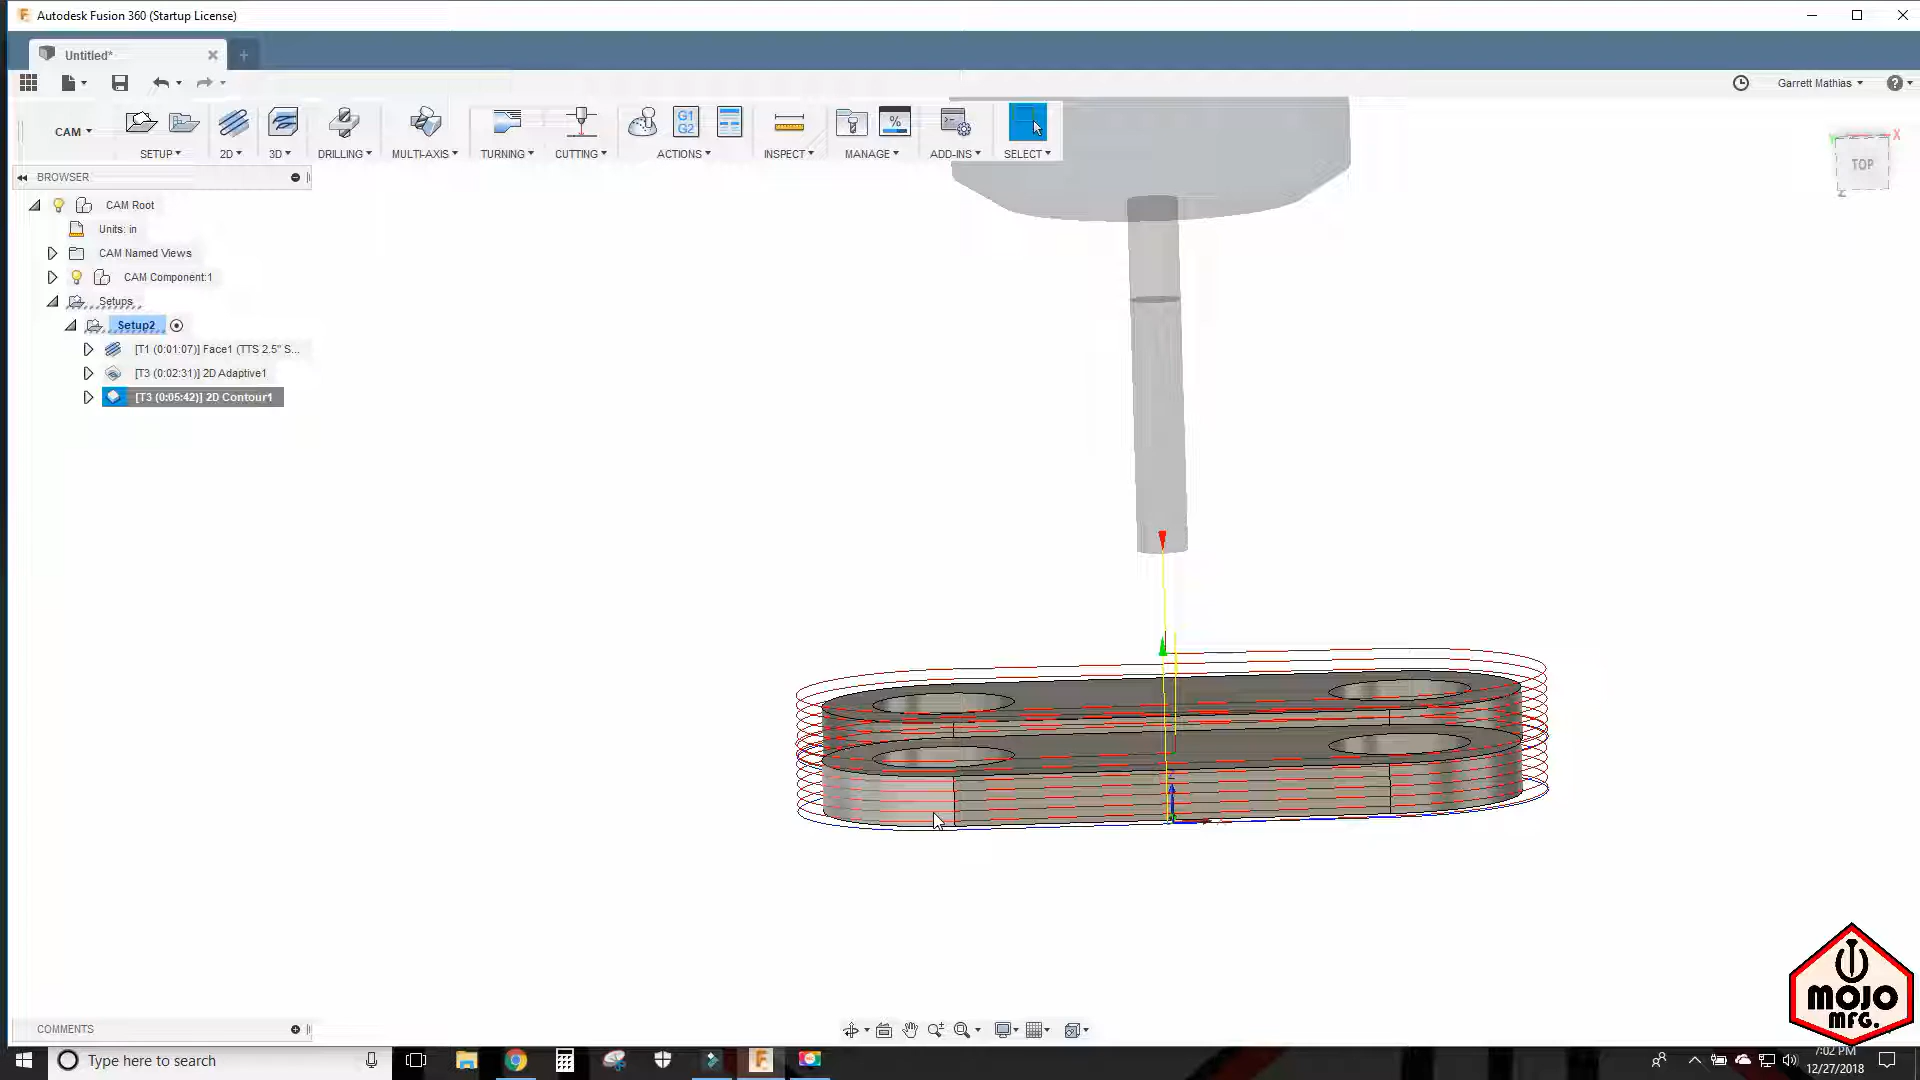 Autodesk Fusion 360 (Startup License)
Untitled*
Garrett Mathias
CAM
G1
G2
%
SETUP
2D
3D
DRILLING
MULTI-AXIS
TURNING
CUTTING
ACTIONS
INSPECT
MANAGE
ADD-INS
SELECT
X
TOP
Z
BROWSER
CAM Root
Units: in
CAM Named Views
CAM Component:1
Setups
Setup2
[T1 (0:01:07)] Face1 (TTS 2.5" S...
[T3 (0:02:31)] 2D Adaptive1
[T3 (0:05:42)] 2D Contour1
Z
MOJO
MFG.
COMMENTS
Type here to search
7:02 PM
12/27/2018